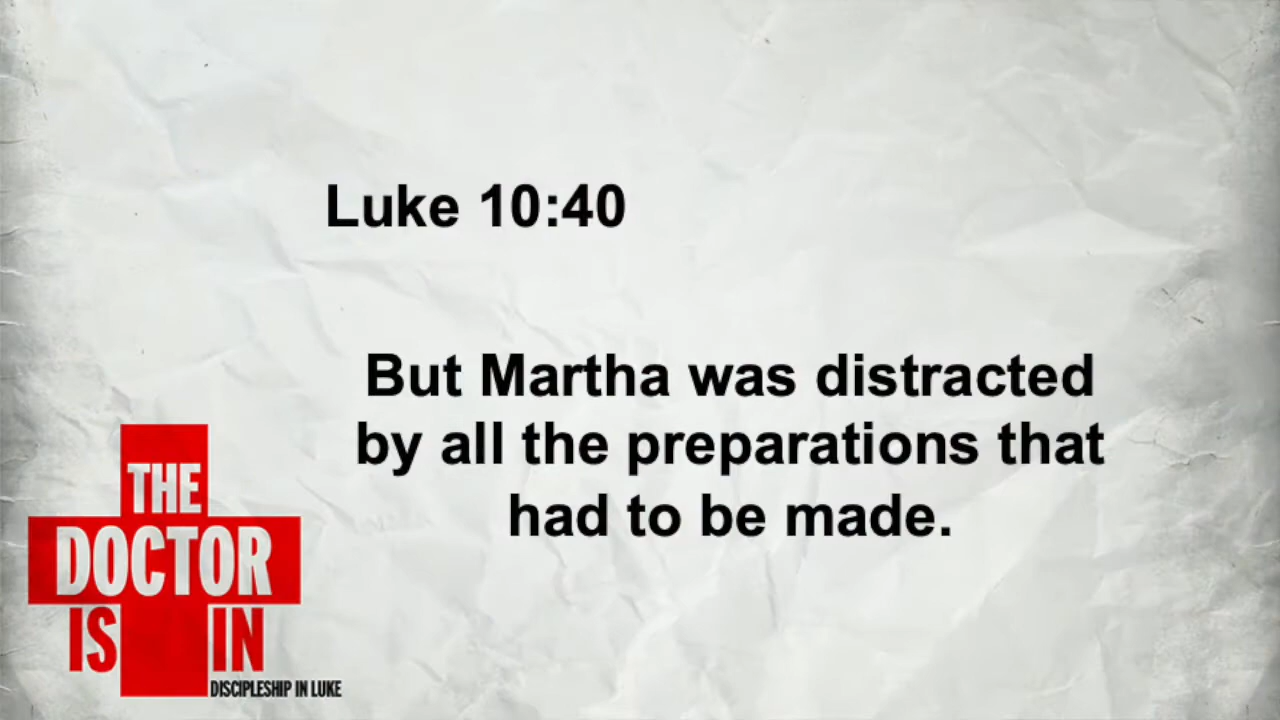 Luke 10:40
But Martha was distracted
by all the preparations that
had to be made.
THE
DOCTOR
IS IN
DISCIPLESHIP IN LUKE